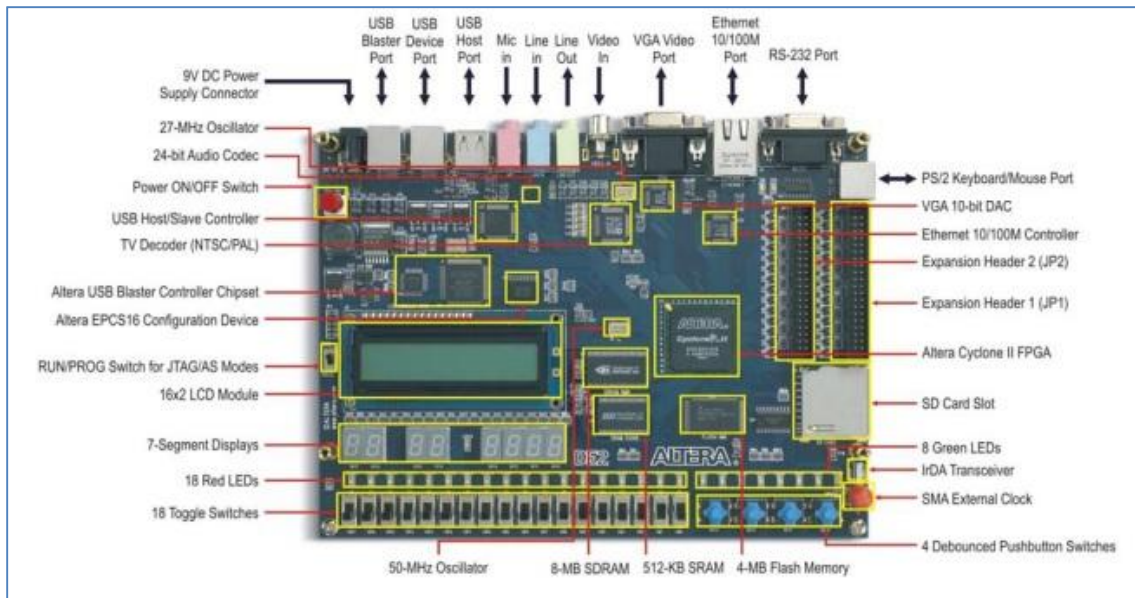 USB
Blaster
Port
USB
Device
Port
USB
Host
Port
Mic
in
Line
in
Line
Out
Video
In
VGA Video
Port
Ethernet
10/100M
Port
RS-232 Port
9V DC Power
Supply Connector
27-MHz Oscillator
24-bit Audio Codec
Power ON/OFF Switch
USB Host/Slave Controller
TV Decoder (NTSC/PAL)
Altera USB Blaster Controller Chipset
Altera EPCS16 Configuration Device
RUN/PROG Switch for JTAG/AS Modes
16x2 LCD Module
7-Segment Displays
18 Red LEDs
18 Toggle Switches
PS/2 Keyboard/Mouse Port
VGA 10-bit DAC
Ethernet 10/100M Controller
Expansion Header 2 (JP2)
Expansion Header 1 (JP1)
Altera Cyclone II FPGA
SD Card Slot
8 Green LEDs
IrDA Transceiver
SMA External Clock
4 Debounced Pushbutton Switches
50-MHz Oscillator
8-MB SDRAM
512-KB SRAM
4-MB Flash Memory
ALTERA
Cyclone II
DE2
ALTERA